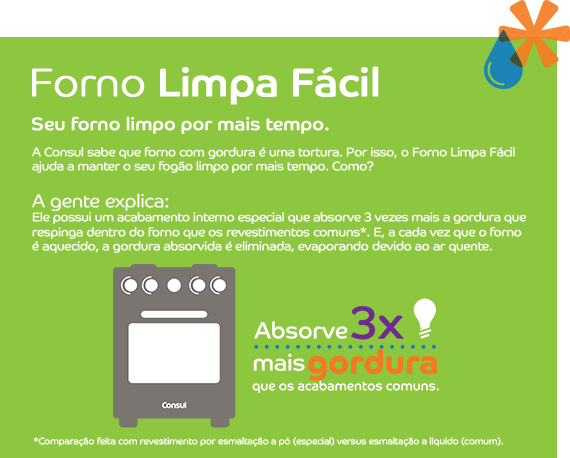 Forno Limpa Fácil
Seu forno limpo por mais tempo.
A Consul sabe que forno com gordura é uma tortura. Por isso, o Forno Limpa Fácil
ajuda a manter o seu fogão limpo por mais tempo. Como?
A gente explica:
Ele possui um acabamento interno especial que absorve 3 vezes mais a gordura que
respinga dentro do forno que os revestimentos comuns*. E, a cada vez que o forno
é aquecido, a gordura absorvida é eliminada, evaporando devido ao ar quente.
Absorve 3x
mais gordura
que os acabamentos comuns.
Consul
*Comparação feita com revestimento por esmaltação a pó (especial) versus esmaltação a líquido (comum).